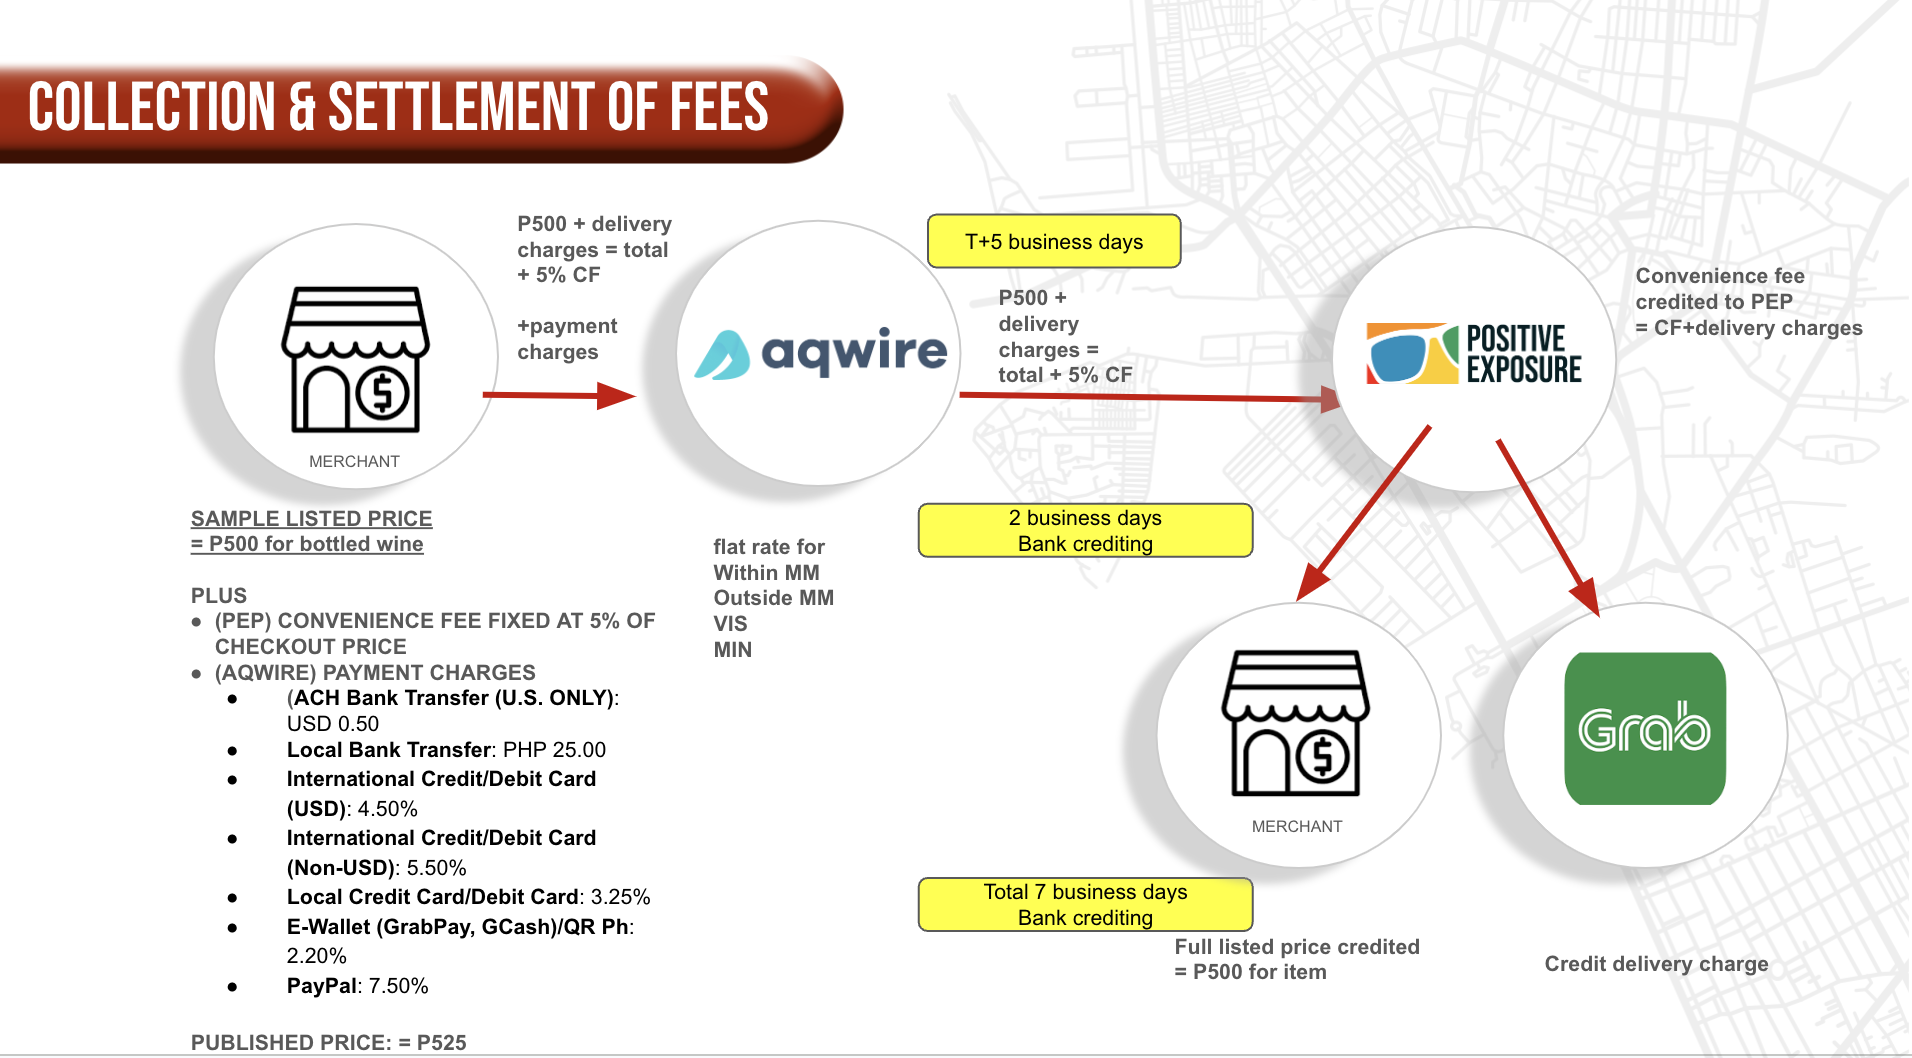 COLLECTION & SETTLEMENT OF FEES
P500 + delivery
charges = total
+ 5% CF
+payment
charges
MERCHANT
aqwire
T+5 business days
P500 +
delivery
charges =
total + 5% CF
POSITIVE
EXPOSURE
Convenience fee
credited to PEP
= CF+delivery charges
SAMPLE LISTED PRICE
= P500 for bottled wine
PLUS
● (PEP) CONVENIENCE FEE FIXED AT 5% OF
CHECKOUT PRICE
● (AQWIRE) PAYMENT CHARGES
● (ACH Bank Transfer (U.S. ONLY):
USD 0.50
● Local Bank Transfer: PHP 25.00
● International Credit/Debit Card
(USD): 4.50%
● International Credit/Debit Card
(Non-USD): 5.50%
● Local Credit Card/Debit Card: 3.25%
● E-Wallet (GrabPay, GCash)/QR Ph:
2.20%
● PayPal: 7.50%
PUBLISHED PRICE: = P525
flat rate for
Within MM
Outside MM
VIS
MIN
2 business days
Bank crediting
MERCHANT
Grab
Total 7 business days
Bank crediting
Full listed price credited
= P500 for item
Credit delivery charge